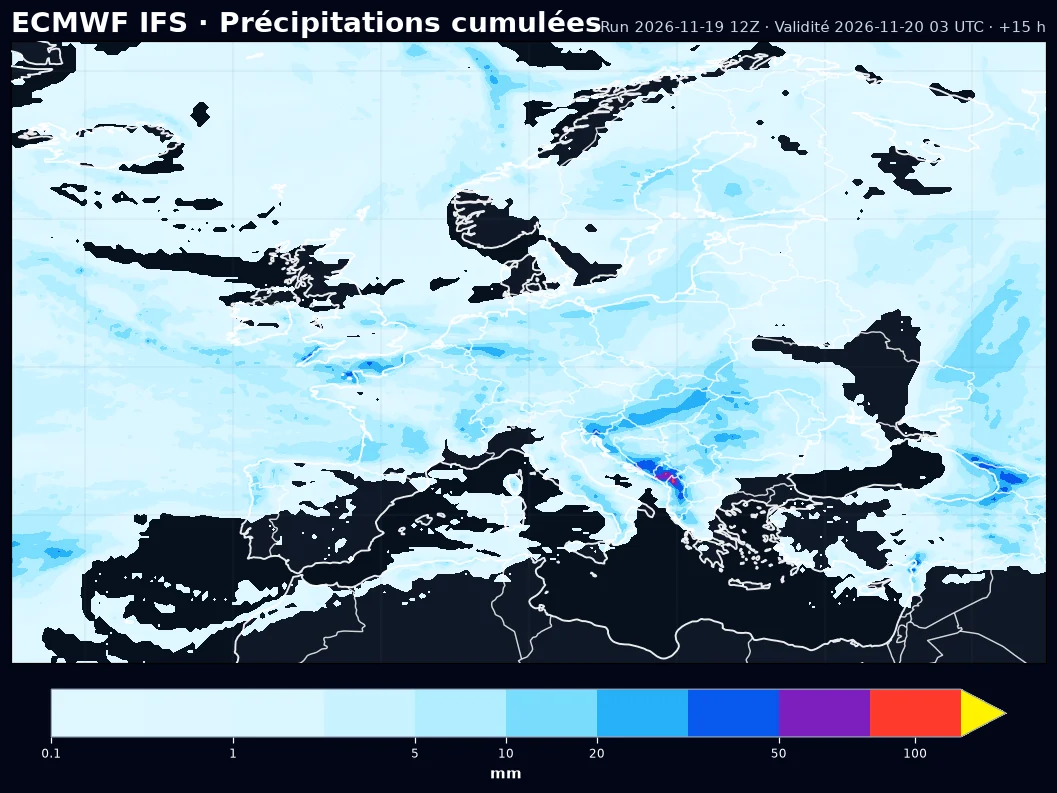 ECMWF IFS · Précipitations cumulées
Run 2026-11-19 12Z · Validité 2026-11-20 03 UTC · +15 h
0.1 1 5 10 20 50 100
mm